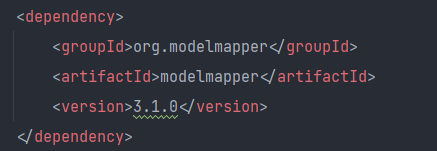 <dependency>
<groupId>org.modelmapper</groupId>
<artifactId>modelmapper</artifactId>
<version>3.1.0</version>
</dependency>